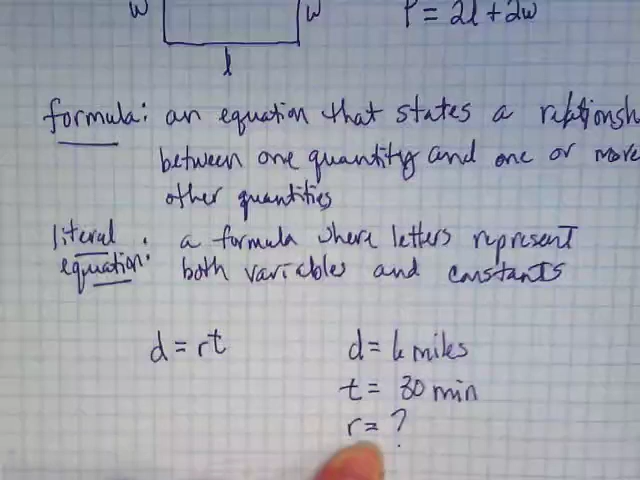 w w P = 2l + 2w
l
formula: an equation that states a relationsh
between one quantity and one or more
other quantities
literal equation: a formula where letters represent
both variables and constants
d = rt d = 6 miles
t = 30 min
r = ?